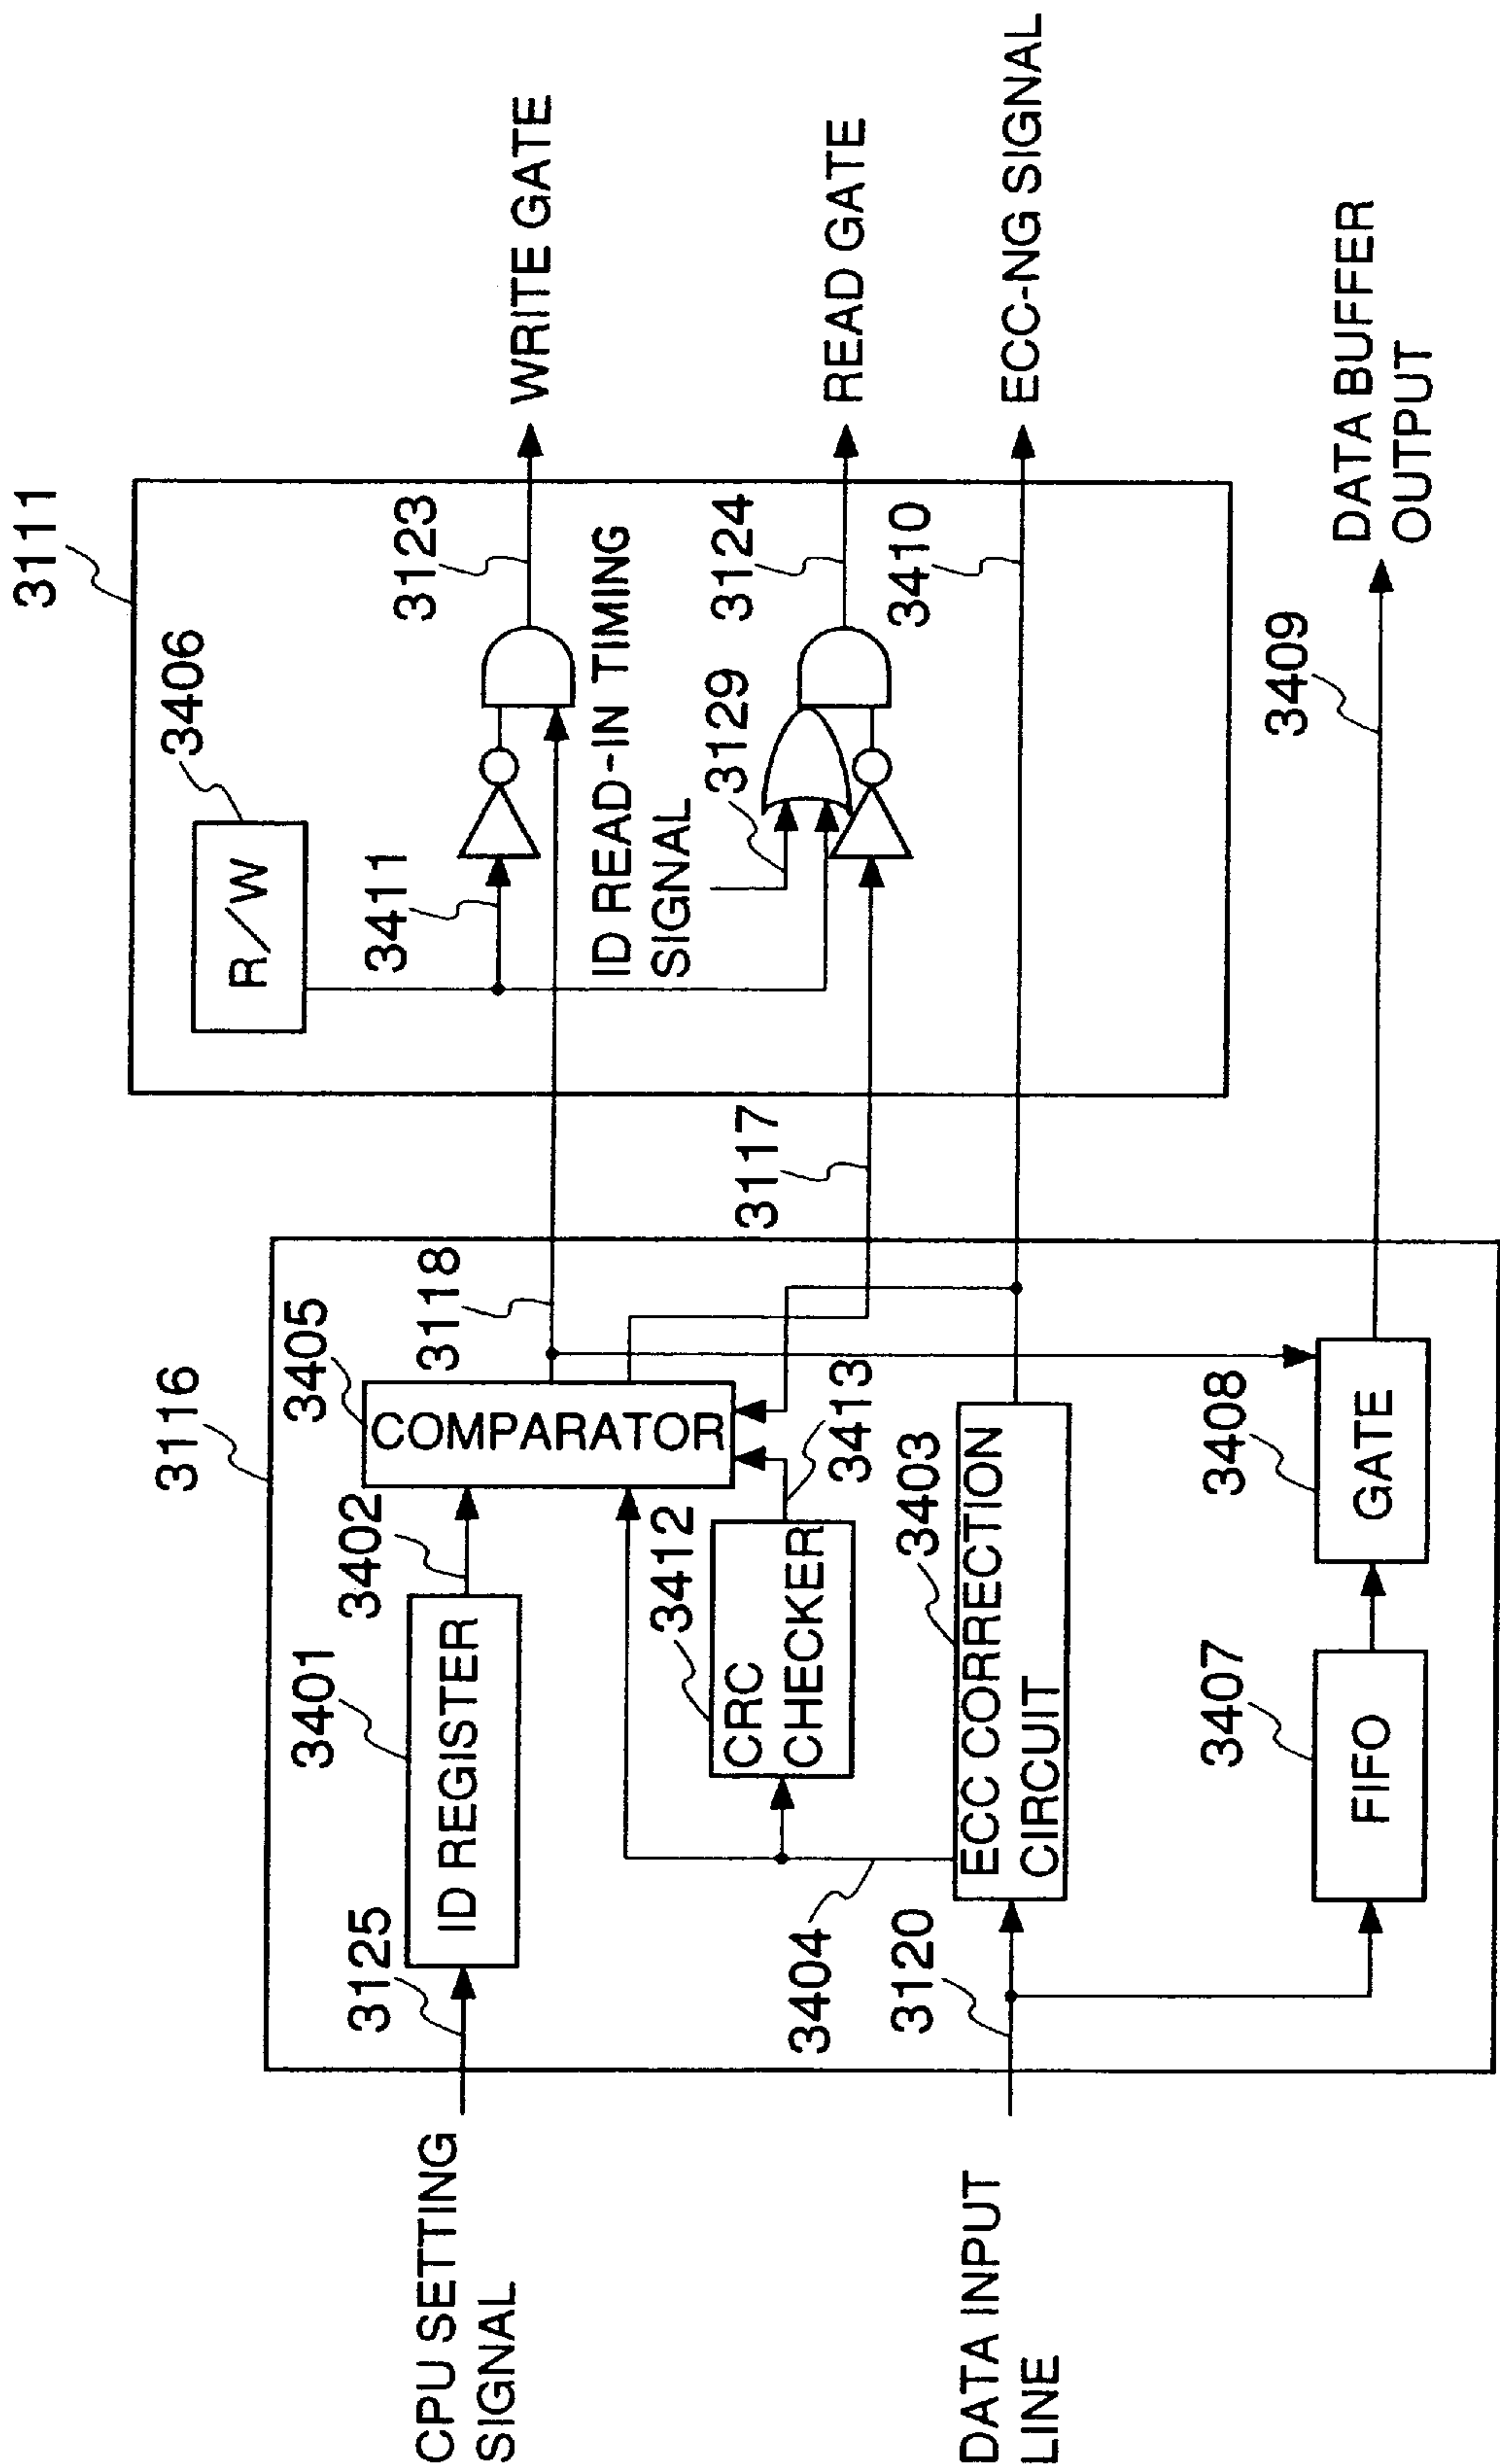 3111
3406
R/W
3411
3123
WRITE GATE
ID READ-IN TIMING
SIGNAL
3129
3124
READ GATE
3410
ECC-NG SIGNAL
3116
3405
3118
COMPARATOR
3117
3402
3401
ID REGISTER
3125
CPU SETTING
SIGNAL
3413
3412
CRC
CHECKER
3404
3403
ECC CORRECTION
CIRCUIT
3120
DATA INPUT
LINE
3407
FIFO
3408
GATE
3409
DATA BUFFER
OUTPUT